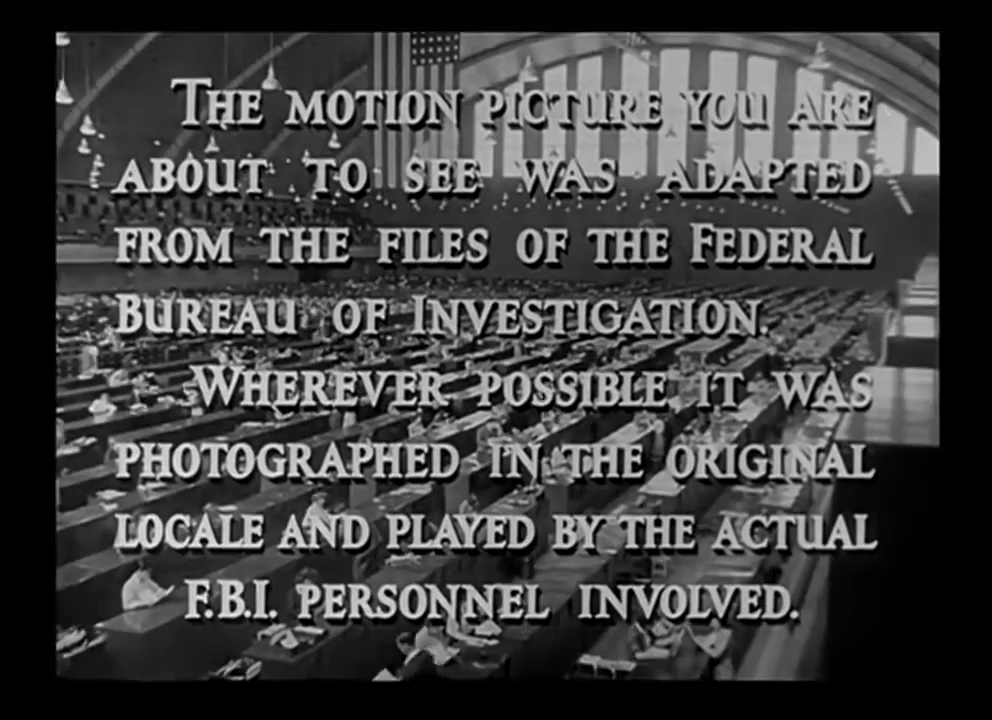 The motion picture you are
about to see was adapted
from the files of the Federal
Bureau of Investigation.
Wherever possible it was
photographed in the original
locale and played by the actual
F.B.I. personnel involved.